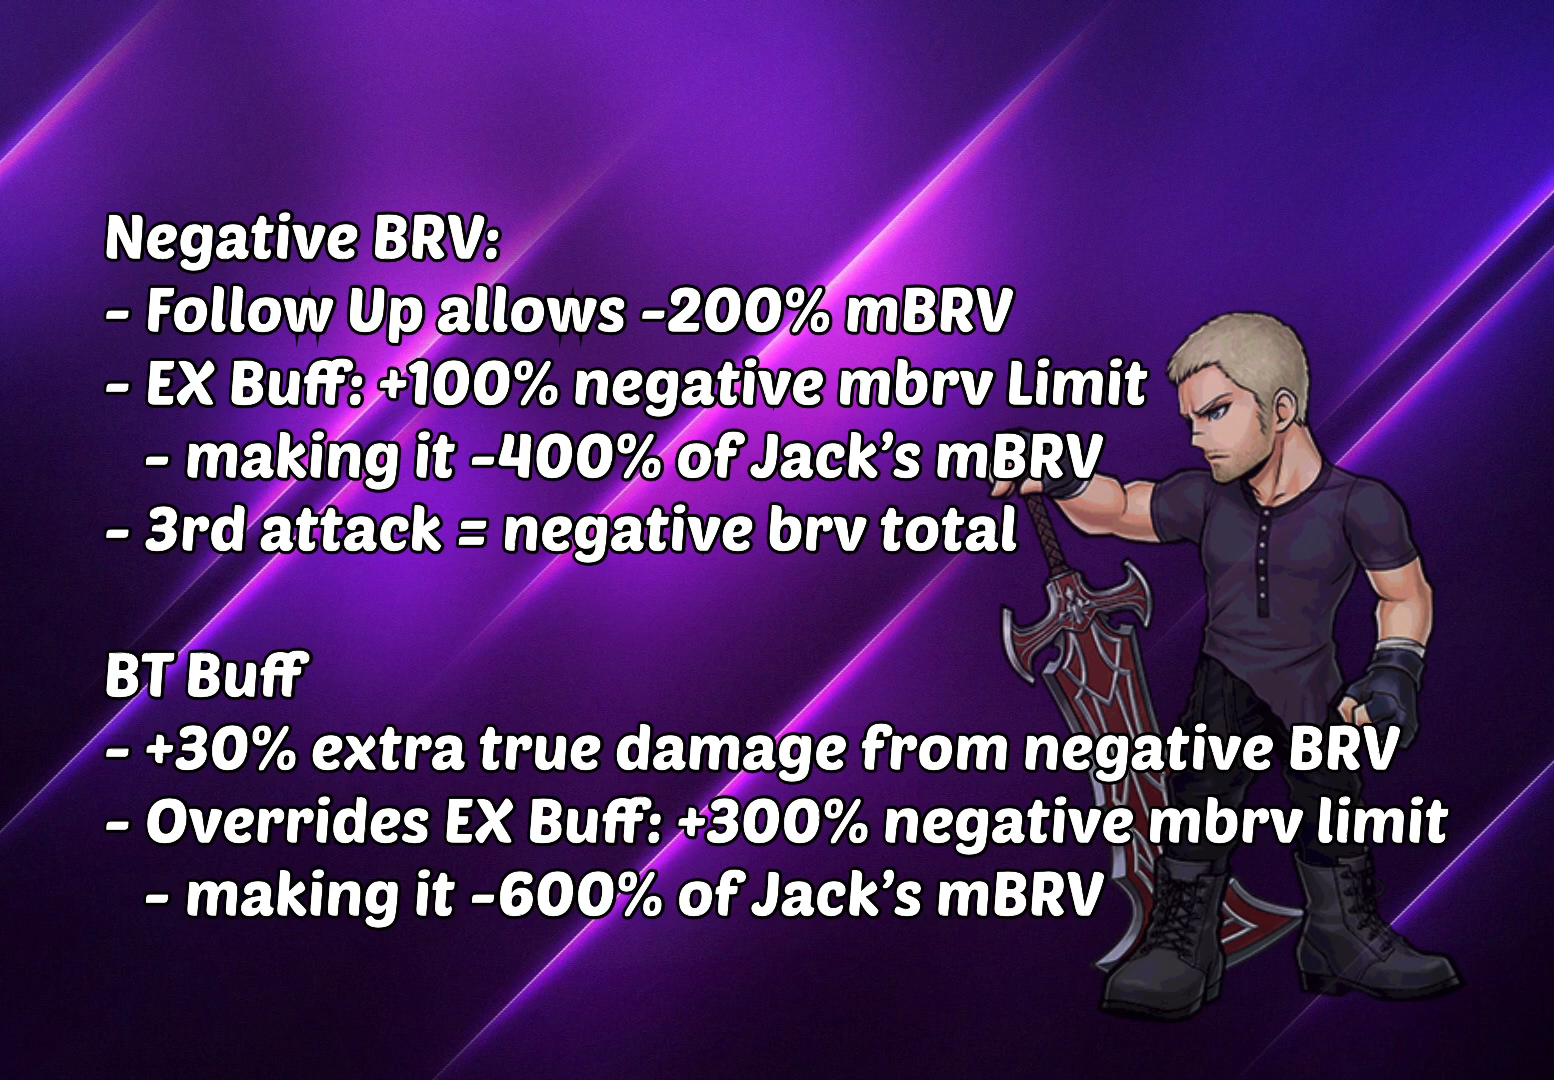 Negative BRV:
- Follow Up allows -200% mBRV
- EX Buff: +100% negative mbrv Limit
- making it -400% of Jack's mBRV
- 3rd attack = negative brv total
BT Buff
- +30% extra true damage from negative BRV
- Overrides EX Buff: +300% negative mbrv limit
- making it -600% of Jack's mBRV